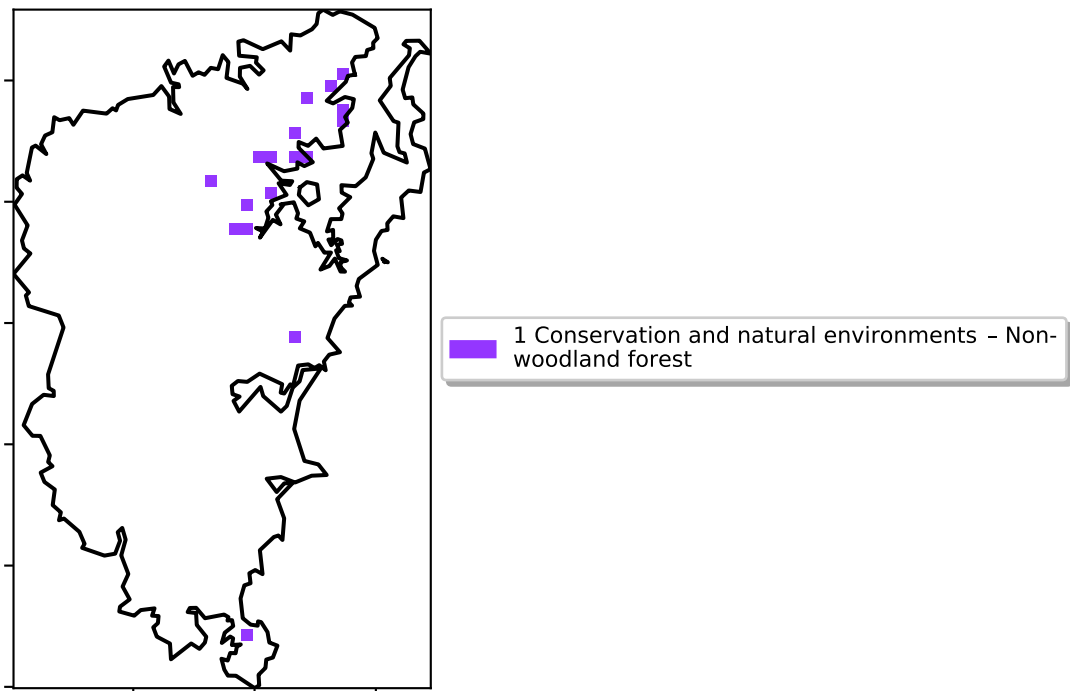 1 Conservation and natural environments – Non-
woodland forest